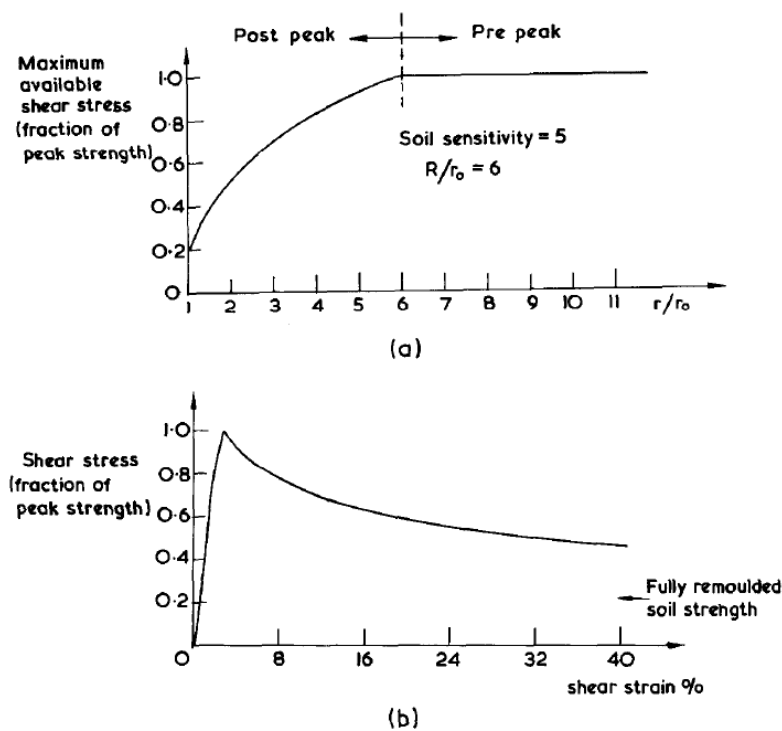 Post peak
Pre peak
Maximum
available
shear stress
(fraction of
peak strength)
1·0
0·8
0·6
0·4
0·2
0
Soil sensitivity = 5
R/r₀ = 6
1 2 3 4 5 6 7 8 9 10 11 r/r₀
(a)
Shear stress
(fraction of
peak strength)
1·0
0·8
0·6
0·4
0·2
0
Fully remoulded
soil strength
8 16 24 32 40
shear strain %
(b)